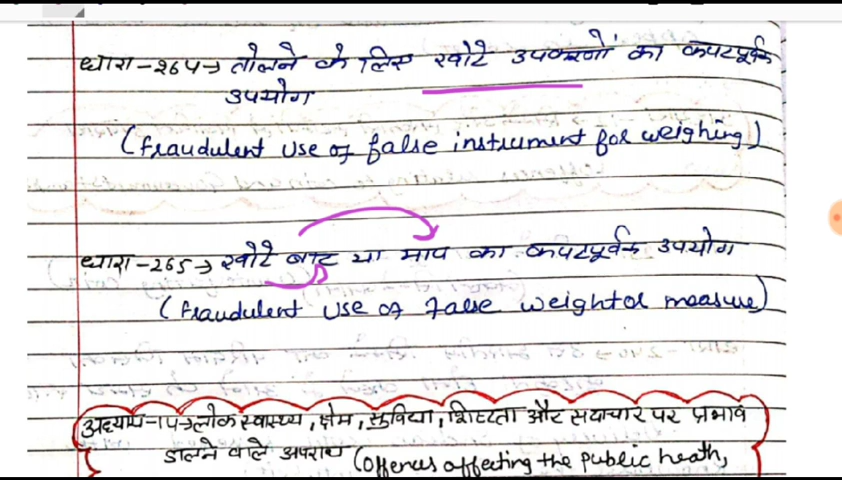 धारा-264→ तोलने के लिए खोटे उपकरणों का कपटपूर्वक
उपयोग
(fraudulent use of false instrument for weighing)
धारा-265→ खोटे बाट या माप का कपटपूर्वक उपयोग
(fraudulent use of false weight or measure)
अध्याय-14→लोक स्वास्थ्य, क्षेम, सुविधा, शिष्टता और सदाचार पर प्रभाव
डालने वाले अपराध (Offences affecting the public heath,